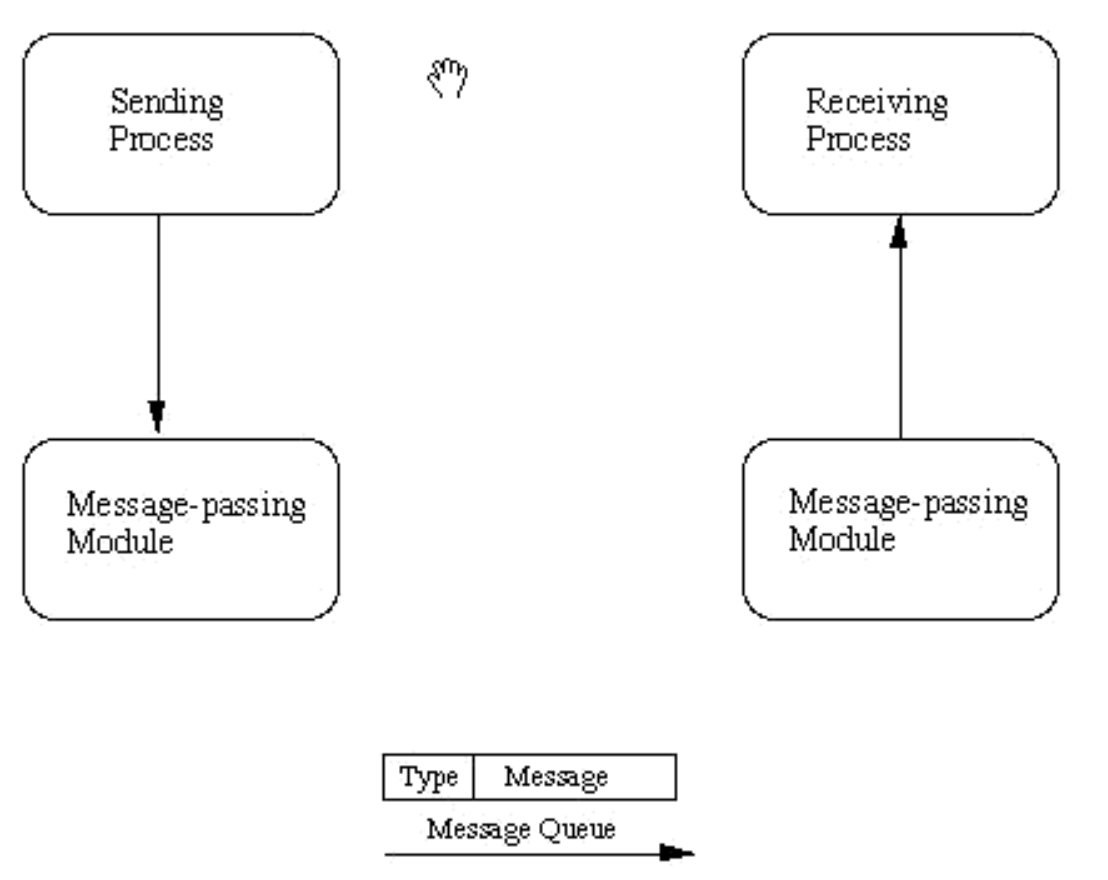 Sending
Process
Receiving
Process
Message-passing
Module
Message-passing
Module
Type
Message
Message Queue